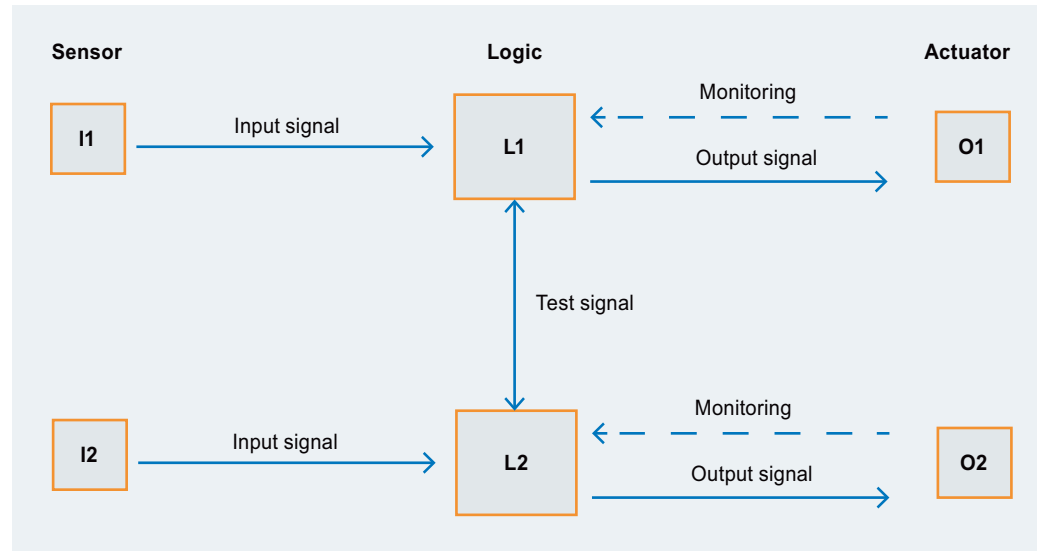 Sensor
Logic
Actuator
Monitoring
I1
Input signal
L1
Output signal
O1
Test signal
Monitoring
I2
Input signal
L2
Output signal
O2